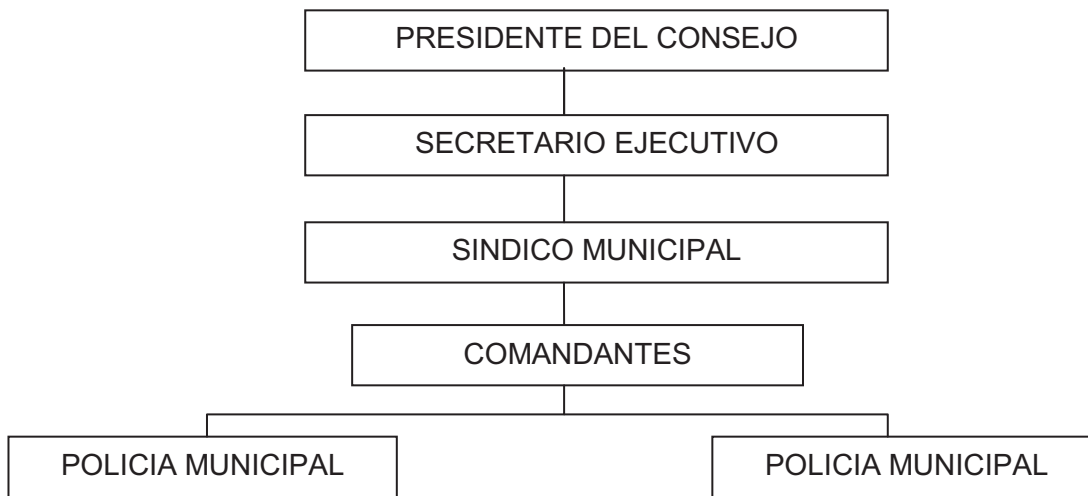 PRESIDENTE DEL CONSEJO
SECRETARIO EJECUTIVO
SINDICO MUNICIPAL
COMANDANTES
POLICIA MUNICIPAL
POLICIA MUNICIPAL